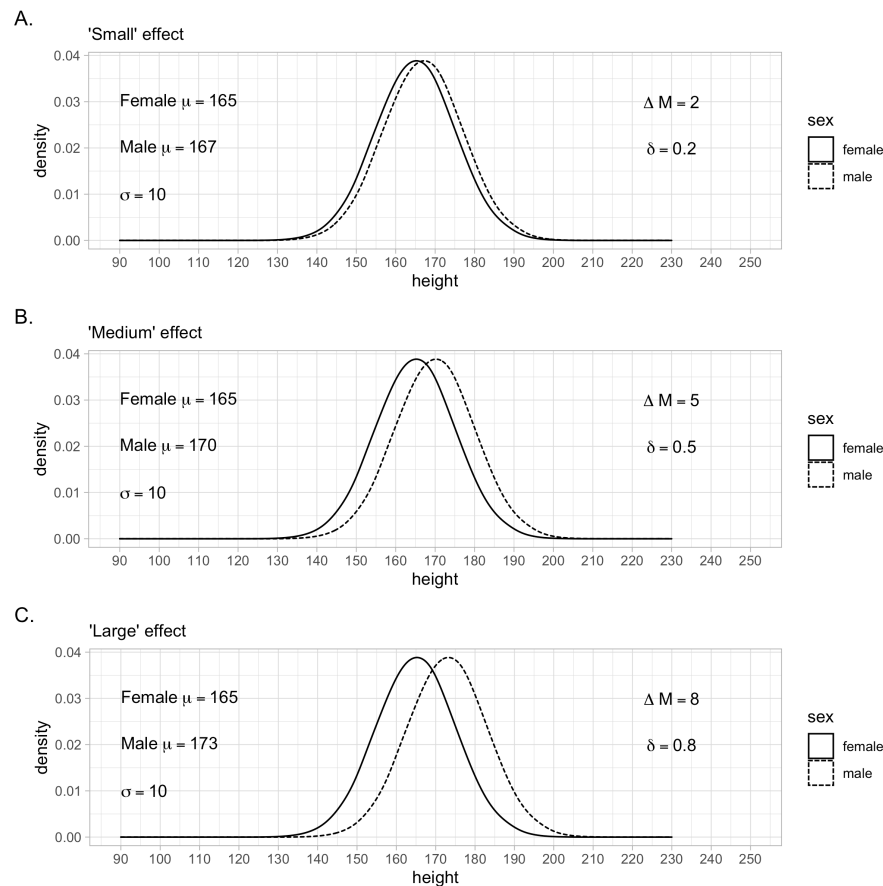 A.
'Small' effect
0.04
0.03
0.02
0.01
0.00
density
Female μ = 165
Male μ = 167
σ = 10
Δ M = 2
δ = 0.2
90 100 110 120 130 140 150 160 170 180 190 200 210 220 230 240 250
height
sex
female
male
B.
'Medium' effect
0.04
0.03
0.02
0.01
0.00
density
Female μ = 165
Male μ = 170
σ = 10
Δ M = 5
δ = 0.5
90 100 110 120 130 140 150 160 170 180 190 200 210 220 230 240 250
height
sex
female
male
C.
'Large' effect
0.04
0.03
0.02
0.01
0.00
density
Female μ = 165
Male μ = 173
σ = 10
Δ M = 8
δ = 0.8
90 100 110 120 130 140 150 160 170 180 190 200 210 220 230 240 250
height
sex
female
male